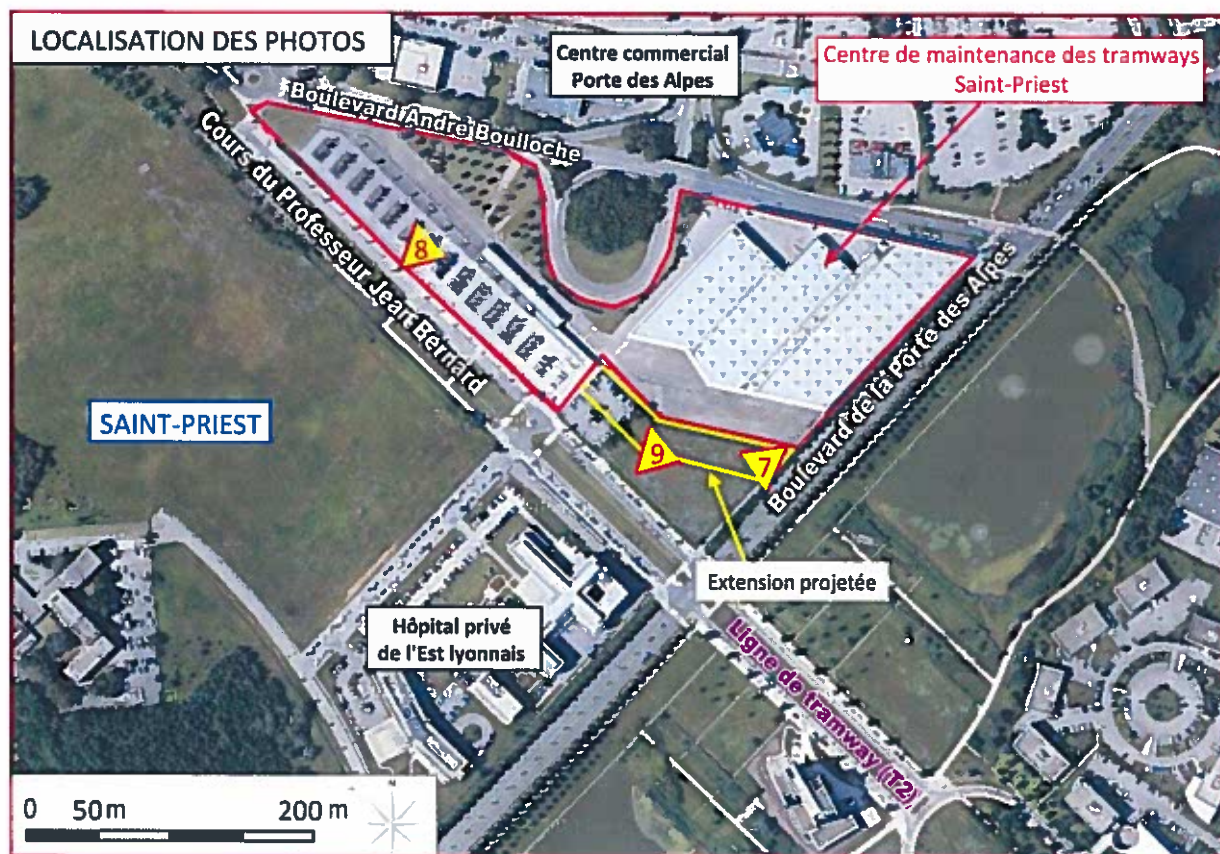 LOCALISATION DES PHOTOS
Centre commercial
Porte des Alpes
Centre de maintenance des tramways
Saint-Priest
Boulevard André Boulloche
Cours du Professeur Jean Bernard
8
SAINT-PRIEST
9
7
Boulevard de la Porte des Alpes
Extension projetée
Hôpital privé
de l'Est lyonnais
Ligne de tramway (T2)
0 50 m 200 m
N